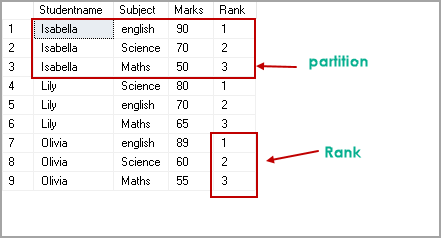 Studentname Subject Marks Rank
1 Isabella english 90 1
2 Isabella Science 70 2
3 Isabella Maths 50 3
partition
4 Lily Science 80 1
5 Lily english 70 2
6 Lily Maths 65 3
7 Olivia english 89 1
8 Olivia Science 60 2
Rank
9 Olivia Maths 55 3